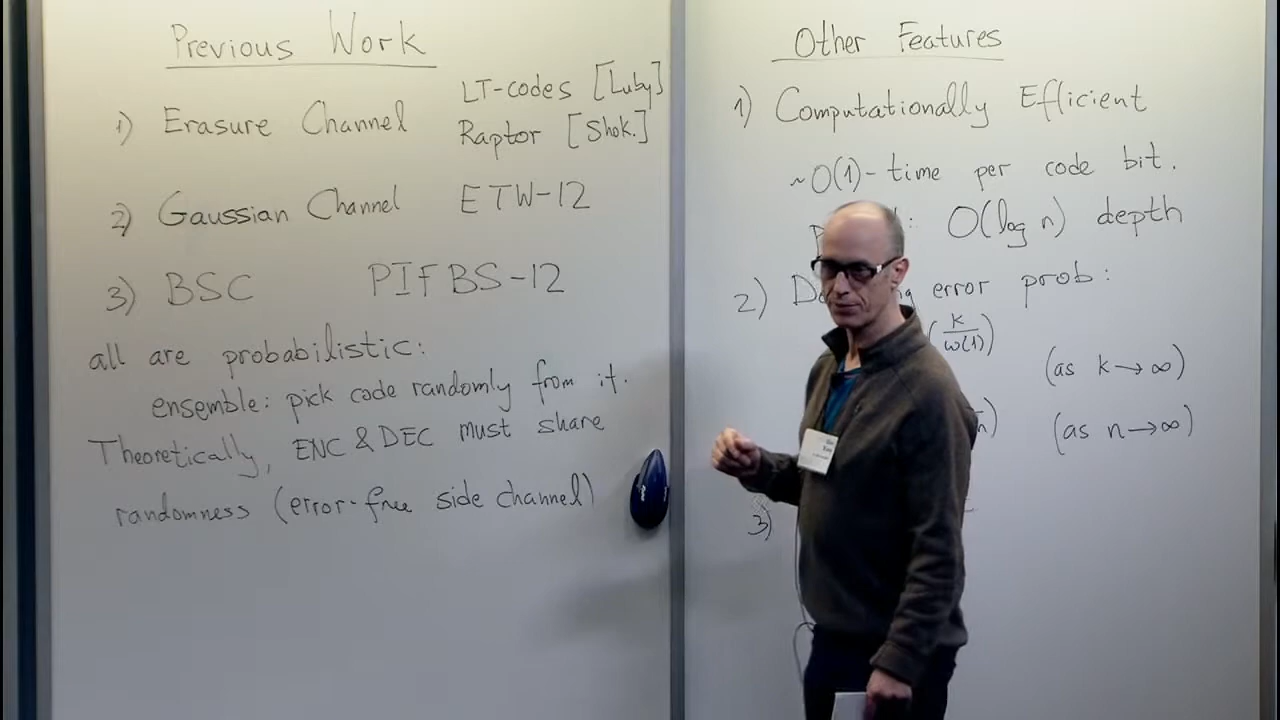 Previous Work
1) Erasure Channel LT-codes [Luby]
Raptor [Shok.]
2) Gaussian Channel ETW-12
3) BSC PIFBS-12
all are probabilistic:
ensemble: pick code randomly from it.
Theoretically, ENC & DEC must share
randomness (error-free side channel)
Other Features
1) Computationally Efficient
~O(1)-time per code bit.
O(log n) depth
2) error prob:
(k/ω(1)) (as k→∞)
(as n→∞)
3)